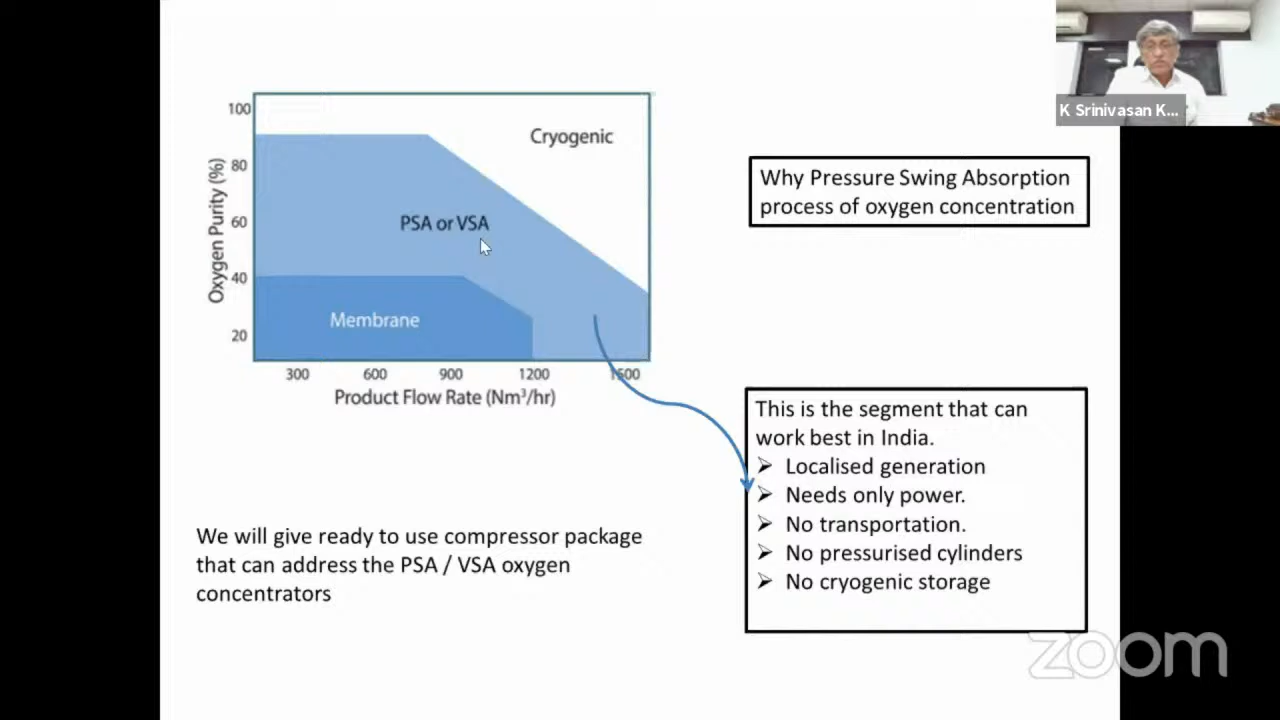 K Srinivasan K...
100
80
60
40
20
Oxygen Purity (%)
Cryogenic
PSA or VSA
Membrane
300 600 900 1200 1500
Product Flow Rate (Nm³/hr)
Why Pressure Swing Absorption
process of oxygen concentration
This is the segment that can
work best in India.
➢ Localised generation
➢ Needs only power.
➢ No transportation.
➢ No pressurised cylinders
➢ No cryogenic storage
We will give ready to use compressor package
that can address the PSA / VSA oxygen
concentrators
zoom